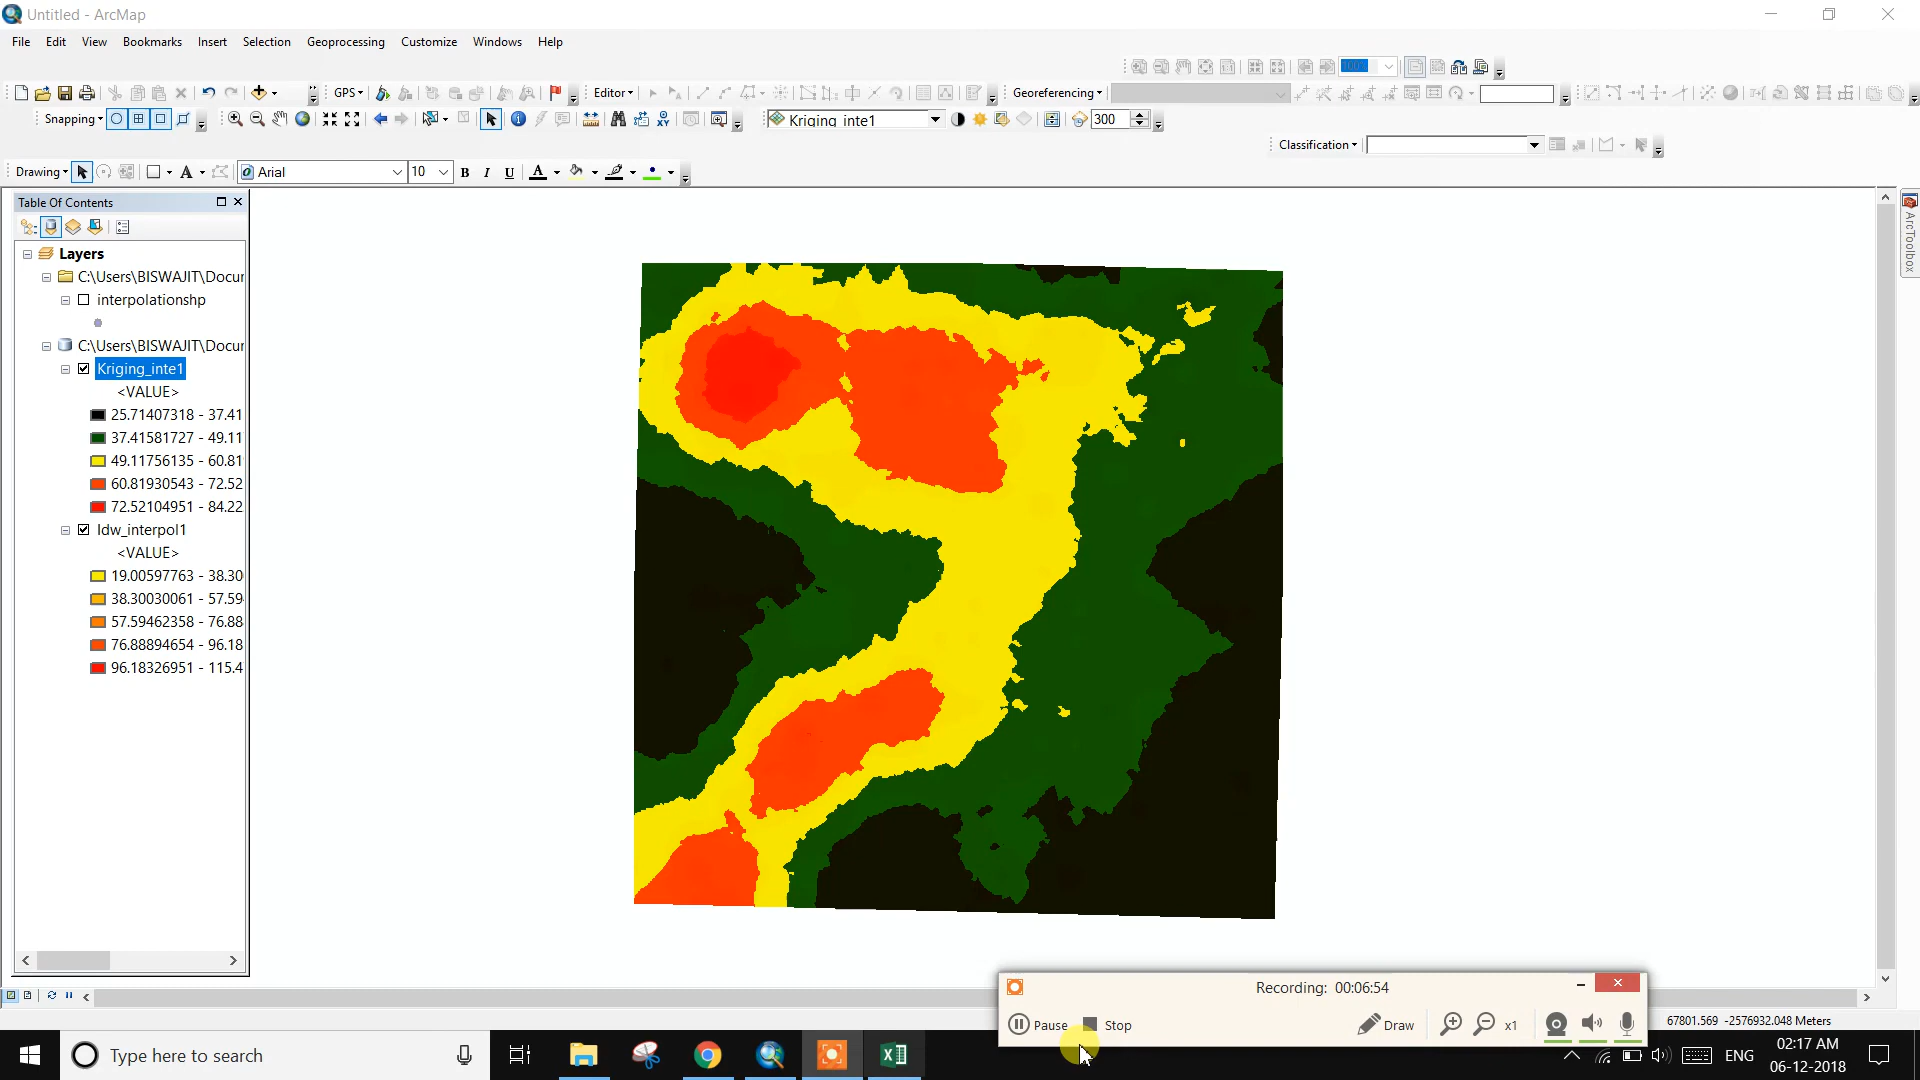 Untitled - ArcMap
File Edit View Bookmarks Insert Selection Geoprocessing Customize Windows Help
100%
GPS Editor Georeferencing
Snapping Kriging_inte1 300
Classification
Drawing A Arial 10 B I U A
Table Of Contents
ArcToolbox
Layers
C:\Users\BISWAJIT\Docur
interpolationshp
C:\Users\BISWAJIT\Docur
Kriging_inte1
<VALUE>
25.71407318 - 37.41
37.41581727 - 49.11
49.11756135 - 60.81
60.81930543 - 72.52
72.52104951 - 84.22
Idw_interpol1
<VALUE>
19.00597763 - 38.30
38.30030061 - 57.59
57.59462358 - 76.88
76.88894654 - 96.18
96.18326951 - 115.4
Recording: 00:06:54
Pause Stop Draw x1
67801.569 -2576932.048 Meters
Type here to search
ENG
02:17 AM
06-12-2018